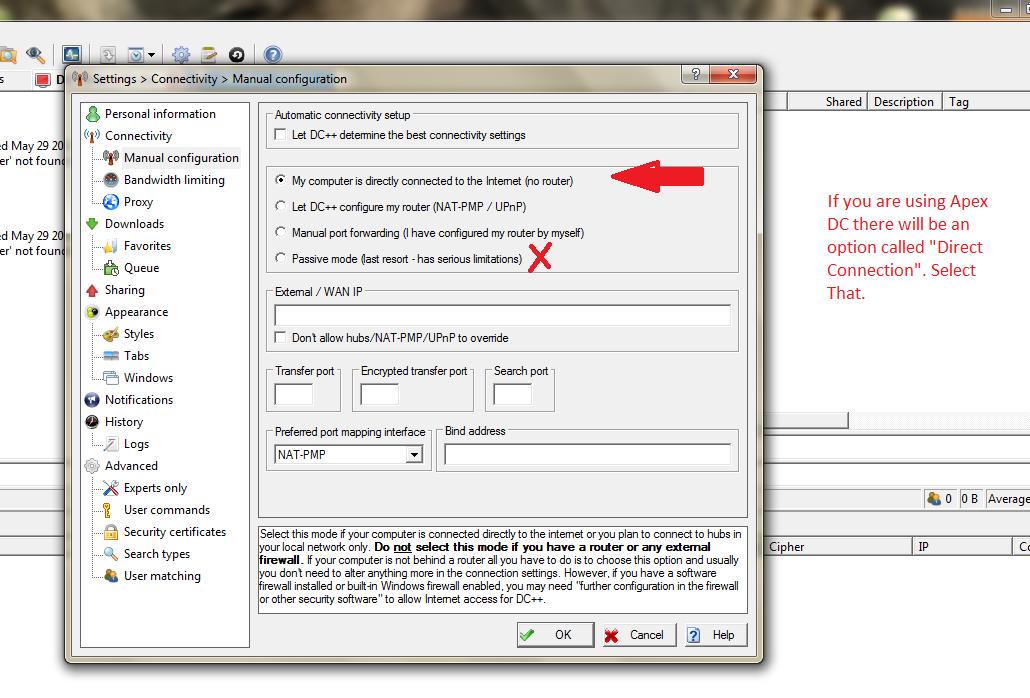 s
D
Settings > Connectivity > Manual configuration
?
Shared
Description
Tag
ed May 29 20
er' not found
ed May 29 20
er' not found
Personal information
Connectivity
Manual configuration
Bandwidth limiting
Proxy
Downloads
Favorites
Queue
Sharing
Appearance
Styles
Tabs
Windows
Notifications
History
Logs
Advanced
Experts only
User commands
Security certificates
Search types
User matching
Automatic connectivity setup
Let DC++ determine the best connectivity settings
My computer is directly connected to the Internet (no router)
Let DC++ configure my router (NAT-PMP / UPnP)
Manual port forwarding (I have configured my router by myself)
Passive mode (last resort - has serious limitations)
External / WAN IP
Don't allow hubs/NAT-PMP/UPnP to override
Transfer port
Encrypted transfer port
Search port
Preferred port mapping interface
NAT-PMP
Bind address
Select this mode if your computer is connected directly to the internet or you plan to connect to hubs in
your local network only. Do not select this mode if you have a router or any external
firewall. If your computer is not behind a router all you have to do is to choose this option and usually
you don't need to alter anything more in the connection settings. However, if you have a software
firewall installed or built-in Windows firewall enabled, you may need "further configuration in the firewall
or other security software" to allow Internet access for DC++.
OK
Cancel
Help
If you are using Apex
DC there will be an
option called "Direct
Connection". Select
That.
0
0 B
Average
Cipher
IP
Co